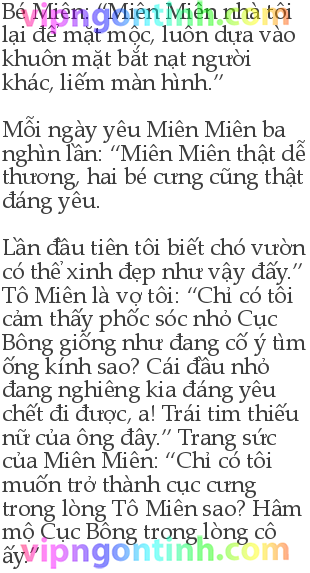 Bé Miên: “Miên Miên nhà tôi
lại để mặt mộc, luôn dựa vào
khuôn mặt bắt nạt người
khác, liếm màn hình.”
Mỗi ngày yêu Miên Miên ba
nghìn lần: “Miên Miên thật dễ
thương, hai bé cưng cũng thật
đáng yêu.
Lần đầu tiên tôi biết chó vườn
có thể xinh đẹp như vậy đấy.”
Tô Miên là vợ tôi: “Chỉ có tôi
cảm thấy phốc sóc nhỏ Cục
Bông giống như đang cố ý tìm
ống kính sao? Cái đầu nhỏ
đang nghiêng kia đáng yêu
chết đi được, a! Trái tim thiếu
nữ của ông đây.” Trang sức
của Miên Miên: “Chỉ có tôi
muốn trở thành cục cưng
trong lòng Tô Miên sao? Hâm
mộ Cục Bông trong lòng cô
ấy.”
vipngontinh.com
vipngontinh.com